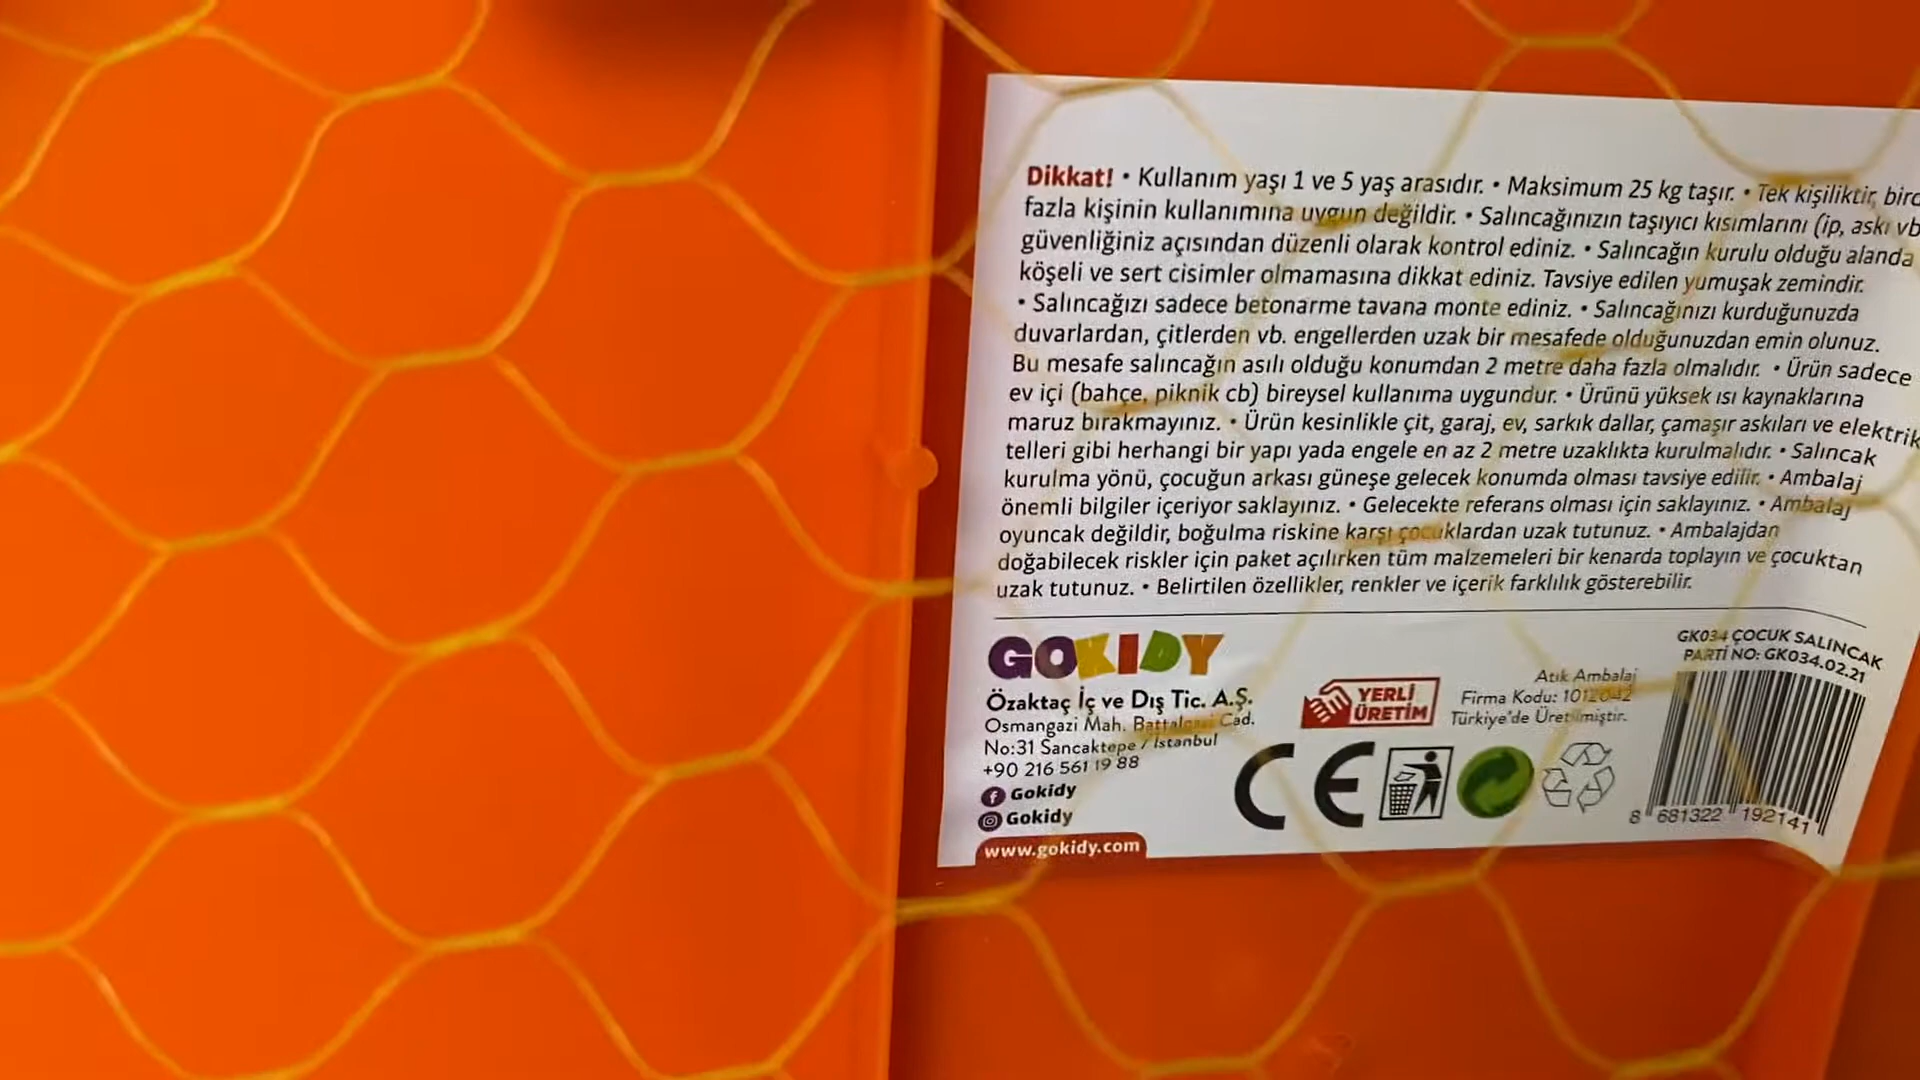 Dikkat! • Kullanım yaşı 1 ve 5 yaş arasıdır. • Maksimum 25 kg taşır. • Tek kişiliktir,
fazla kişinin kullanımına uygun değildir. • Salıncağınızın taşıyıcı kısımlarını (ip, askı vb
güvenliğiniz açısından düzenli olarak kontrol ediniz. • Salıncağın kurulu olduğu alanda
köşeli ve sert cisimler olmamasına dikkat ediniz. Tavsiye edilen yumuşak zemindir.
• Salıncağızı sadece betonarme tavana monte ediniz. • Salıncağınızı kurduğunuzda
duvarlardan, çitlerden vb. engellerden uzak bir mesafede olduğunuzdan emin olunuz.
Bu mesafe salıncağın asılı olduğu konumdan 2 metre daha fazla olmalıdır. • Ürün sadece
ev içi (bahçe, piknik cb) bireysel kullanıma uygundur. • Ürünü yüksek ısı kaynaklarına
maruz bırakmayınız. • Ürün kesinlikle çit, garaj, ev, sarkık dallar, çamaşır askıları ve elektrik
telleri gibi herhangi bir yapı yada engele en az 2 metre uzaklıkta kurulmalıdır. • Salıncak
kurulma yönü, çocuğun arkası güneşe gelecek konumda olması tavsiye edilir. • Ambalaj
önemli bilgiler içeriyor saklayınız. • Gelecekte referans olması için saklayınız. • Ambalaj
oyuncak değildir, boğulma riskine karşı çocuklardan uzak tutunuz. • Ambalajdan
doğabilecek riskler için paket açılırken tüm malzemeleri bir kenarda toplayın ve çocuktan
uzak tutunuz. • Belirtilen özellikler, renkler ve içerik farklılık gösterebilir.
GOKIDY
Özaktaç İç ve Dış Tic. A.Ş.
Osmangazi Mah. Cad.
No:31 Sancaktepe / İstanbul
+90 216 561 19 88
Gokidy
Gokidy
www.gokidy.com
YERLİ
ÜRETİM
Atık Ambalaj
Firma Kodu: 1012042
Türkiye'de Üretilmiştir.
CE
GK034 ÇOCUK SALINCAK
PARTİ NO: GK034.02.21
8 681322 192141